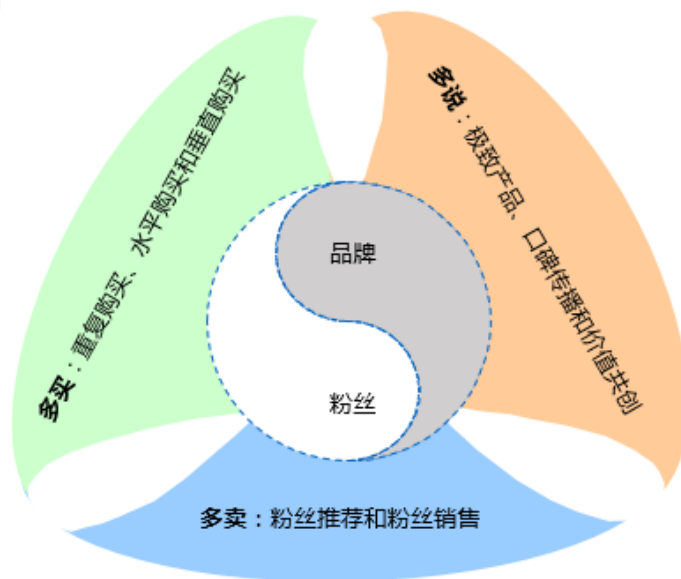 多买：重复购买、水平购买和垂直购买
多说：极致产品、口碑传播和价值共创
品牌
粉丝
多卖：粉丝推荐和粉丝销售